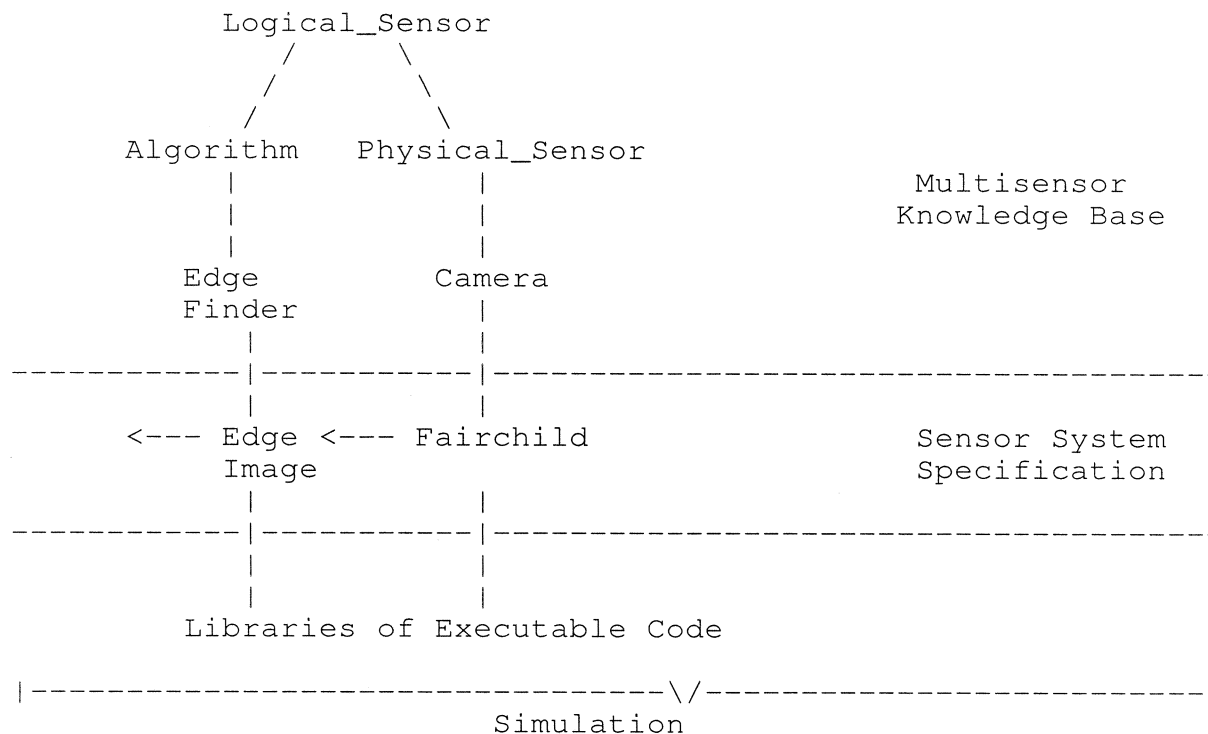 Logical_Sensor
Algorithm Physical_Sensor
Multisensor
Knowledge Base
Edge
Finder
Camera
<--- Edge <--- Fairchild
Image
Sensor System
Specification
Libraries of Executable Code
Simulation